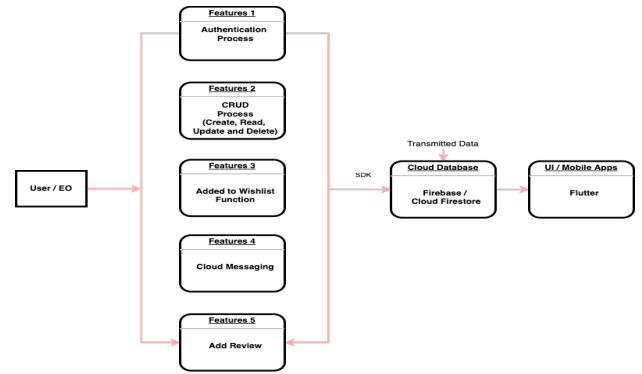 Features 1
Authentication
Process
Features 2
CRUD
Process
(Create, Read,
Update and Delete)
Features 3
Added to Wishlist
Function
Features 4
Cloud Messaging
Features 5
Add Review
User / EO
SDK
Transmitted Data
Cloud Database
Firebase /
Cloud Firestore
UI / Mobile Apps
Flutter